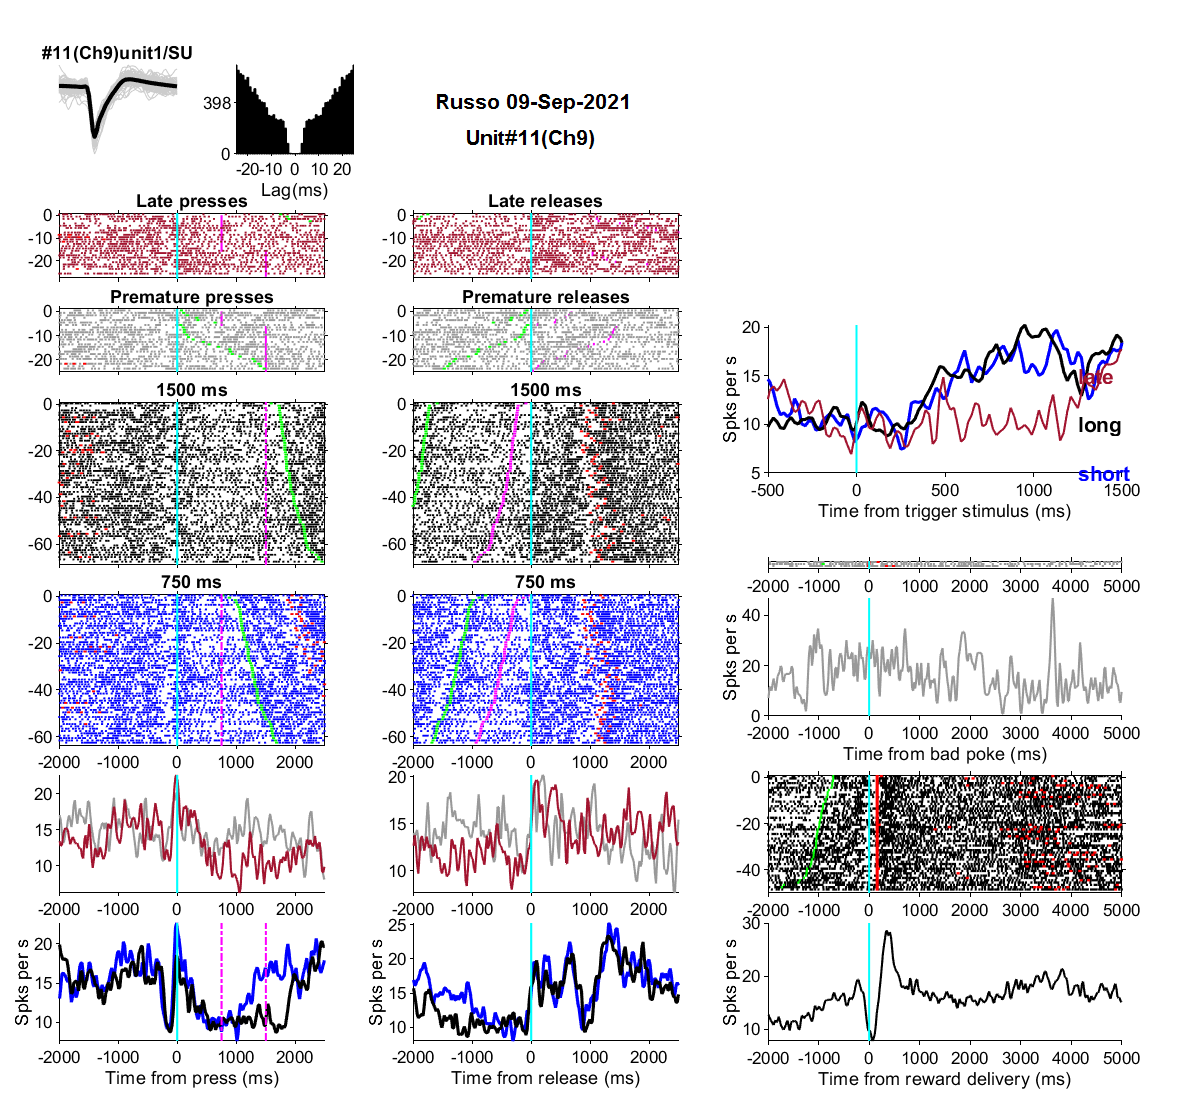 #11(Ch9)unit1/SU
398
0
-20 -10 0 10 20
Lag(ms)
Russo 09-Sep-2021
Unit#11(Ch9)
Late presses
0
-10
-20
Late releases
0
-10
-20
Premature presses
0
-10
-20
Premature releases
0
-10
-20
1500 ms
0
-20
-40
-60
1500 ms
0
-20
-40
-60
750 ms
0
-20
-40
-60
-2000 -1000 0 1000 2000
750 ms
0
-20
-40
-60
-2000 -1000 0 1000 2000
20
15
10
-2000 -1000 0 1000 2000
20
15
10
-2000 -1000 0 1000 2000
Spks per s
20
15
10
-2000 -1000 0 1000 2000
Time from press (ms)
Spks per s
25
20
15
10
-2000 -1000 0 1000 2000
Time from release (ms)
Spks per s
20
15
10
5
late
long
short
-500 0 500 1000 1500
Time from trigger stimulus (ms)
-2000 -1000 0 1000 2000 3000 4000 5000
Spks per s
40
20
0
-2000 -1000 0 1000 2000 3000 4000 5000
Time from bad poke (ms)
0
-20
-40
-2000 -1000 0 1000 2000 3000 4000 5000
Spks per s
30
20
10
-2000 -1000 0 1000 2000 3000 4000 5000
Time from reward delivery (ms)